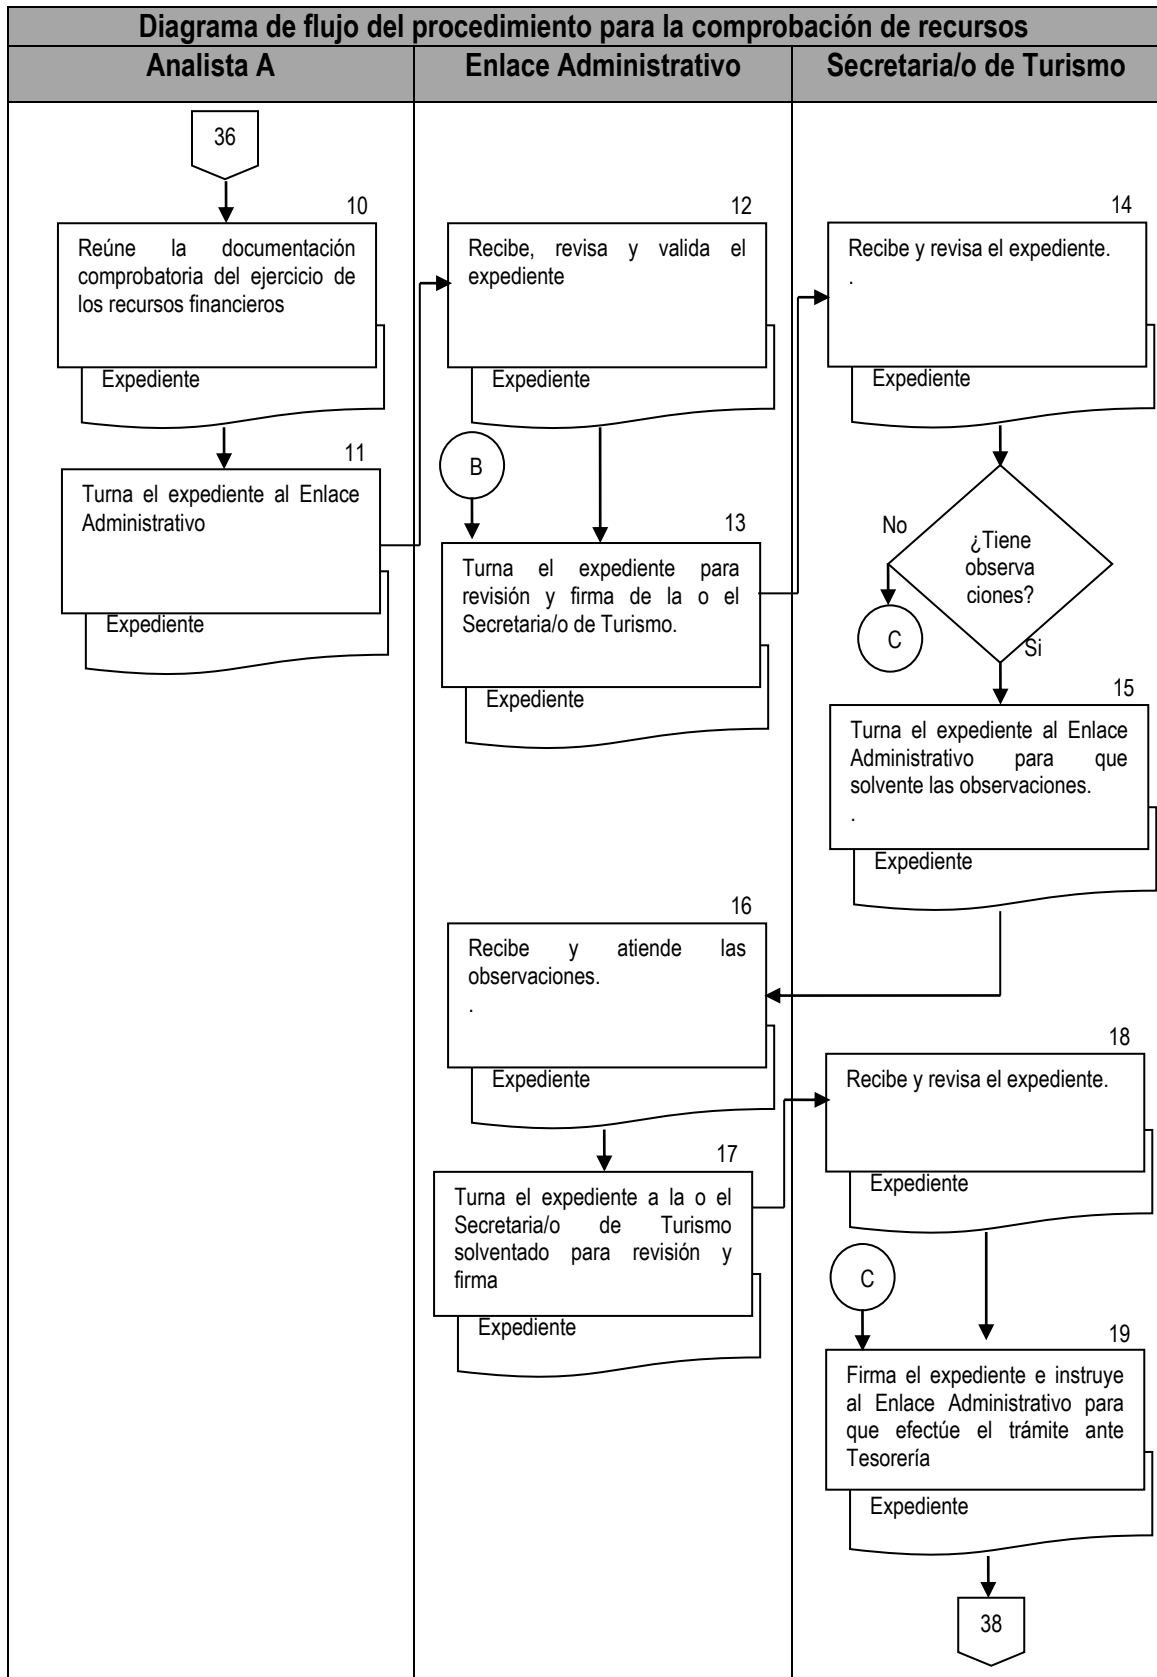 Diagrama de flujo del procedimiento para la comprobación de recursos
Analista A
Enlace Administrativo
Secretaria/o de Turismo
36
10
Reúne la documentación
comprobatoria del ejercicio de
los recursos financieros
Expediente
11
Turna el expediente al Enlace
Administrativo
Expediente
12
Recibe, revisa y valida el
expediente
Expediente
B
13
Turna el expediente para
revisión y firma de la o el
Secretaria/o de Turismo.
Expediente
14
Recibe y revisa el expediente.
.
Expediente
No
¿Tiene
observa
ciones?
C
Si
15
Turna el expediente al Enlace
Administrativo para que
solvente las observaciones.
.
Expediente
16
Recibe y atiende las
observaciones.
.
Expediente
17
Turna el expediente a la o el
Secretaria/o de Turismo
solventado para revisión y
firma
Expediente
18
Recibe y revisa el expediente.
Expediente
C
19
Firma el expediente e instruye
al Enlace Administrativo para
que efectúe el trámite ante
Tesorería
Expediente
38